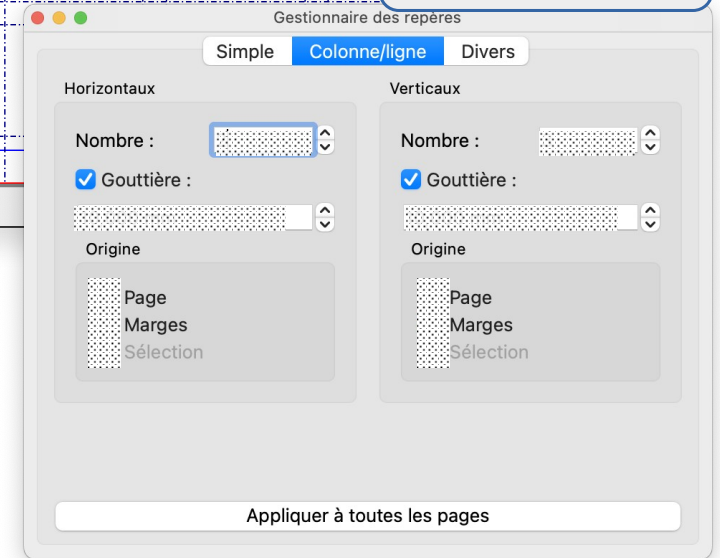 Gestionnaire des repères
Simple Colonne/ligne Divers
Horizontaux
Nombre :
Gouttière :
Origine
Page
Marges
Sélection
Verticaux
Nombre :
Gouttière :
Origine
Page
Marges
Sélection
Appliquer à toutes les pages